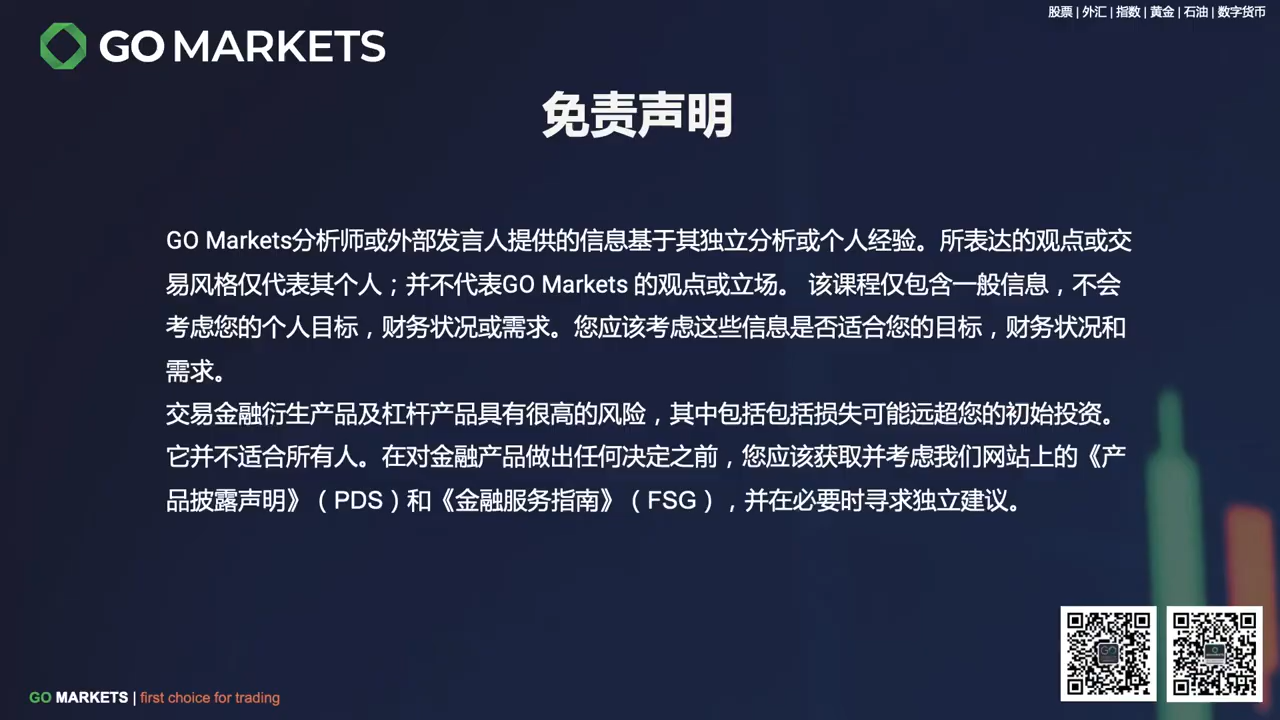 股票 | 外汇 | 指数 | 黄金 | 石油 | 数字货币
GO MARKETS
免责声明
GO Markets分析师或外部发言人提供的信息基于其独立分析或个人经验。所表达的观点或交
易风格仅代表其个人；并不代表GO Markets 的观点或立场。 该课程仅包含一般信息，不会
考虑您的个人目标，财务状况或需求。您应该考虑这些信息是否适合您的目标，财务状况和
需求。
交易金融衍生产品及杠杆产品具有很高的风险，其中包括包括损失可能远超您的初始投资。
它并不适合所有人。在对金融产品做出任何决定之前，您应该获取并考虑我们网站上的《产
品披露声明》（PDS）和《金融服务指南》（FSG），并在必要时寻求独立建议。
GO MARKETS | first choice for trading